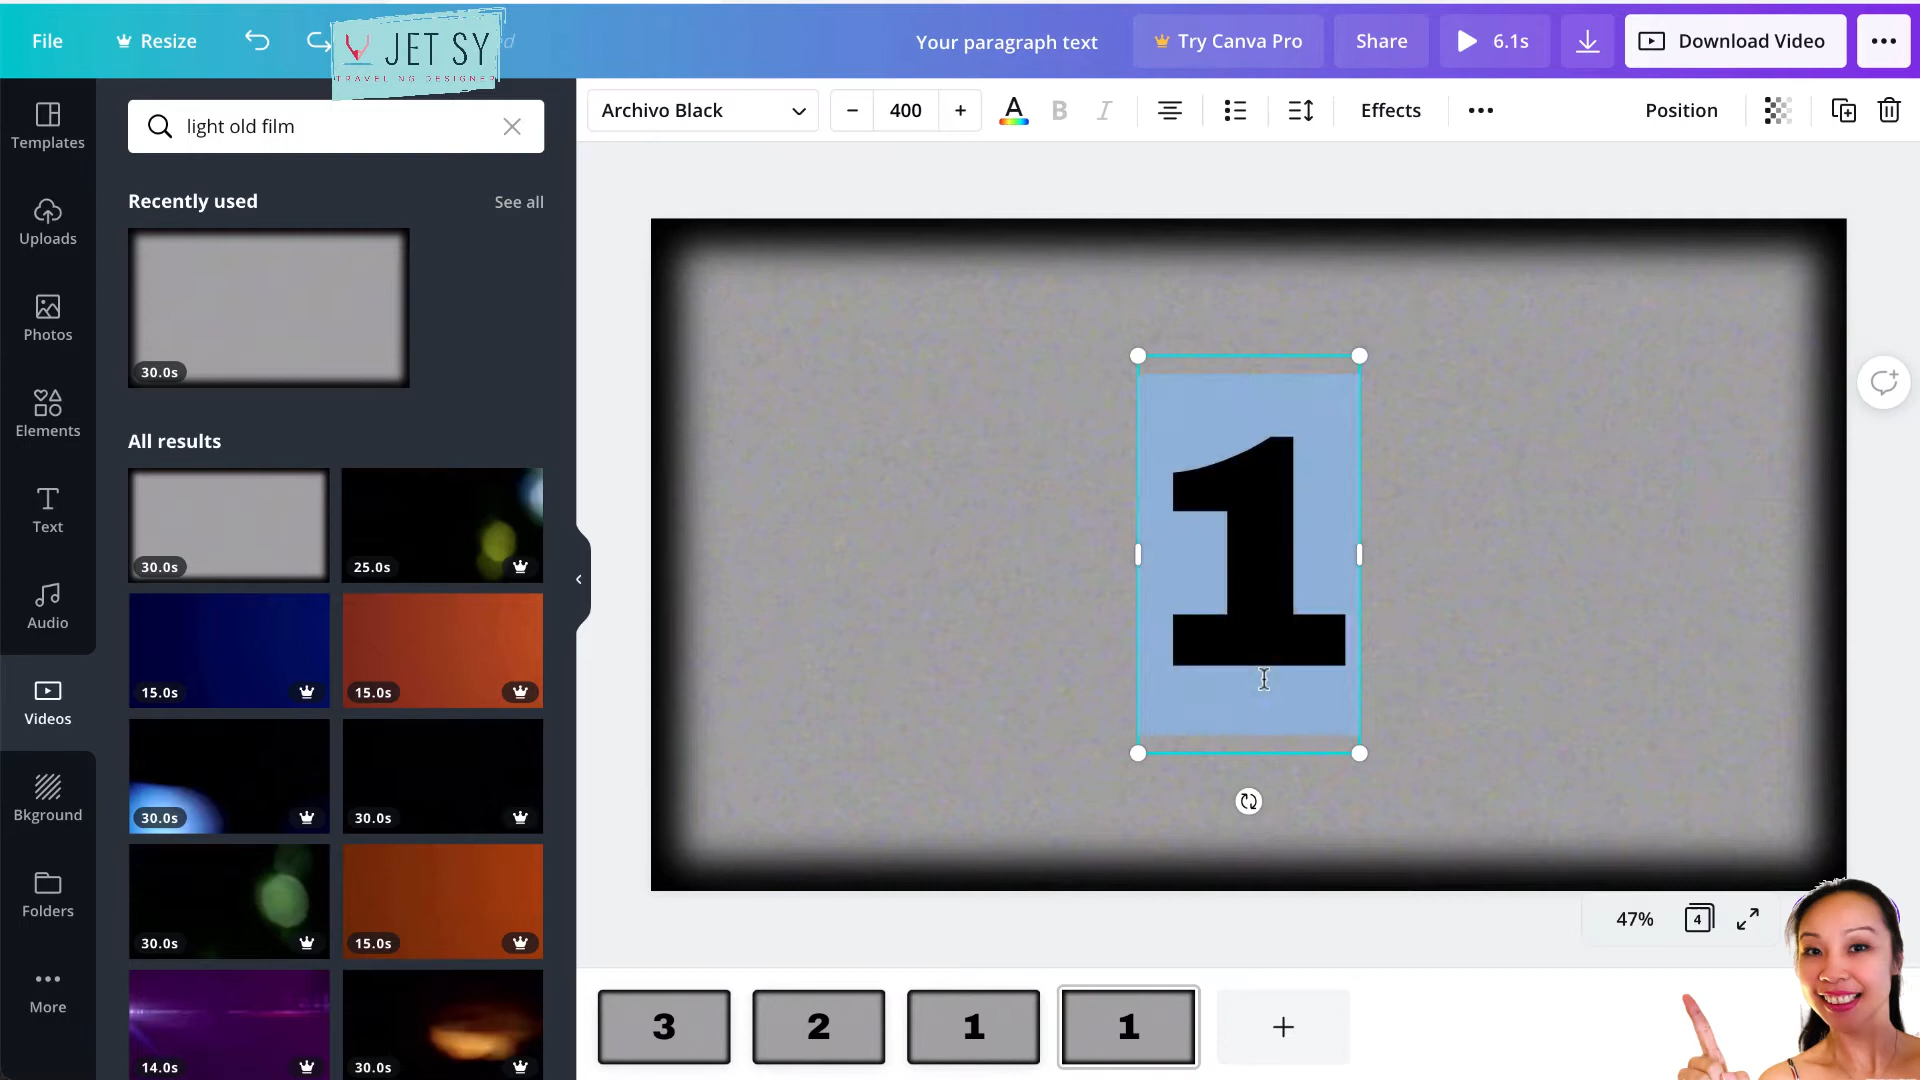 File
Resize
JET SY
TRAVELING DESIGNER
Your paragraph text
Try Canva Pro
Share
6.1s
Download Video
Templates
Uploads
Photos
Elements
Text
Audio
Videos
Bkground
Folders
More
light old film
Recently used
See all
30.0s
All results
30.0s
25.0s
15.0s
15.0s
30.0s
30.0s
30.0s
15.0s
14.0s
30.0s
Archivo Black
400
A
B
I
Effects
Position
1
47%
4
3
2
1
1